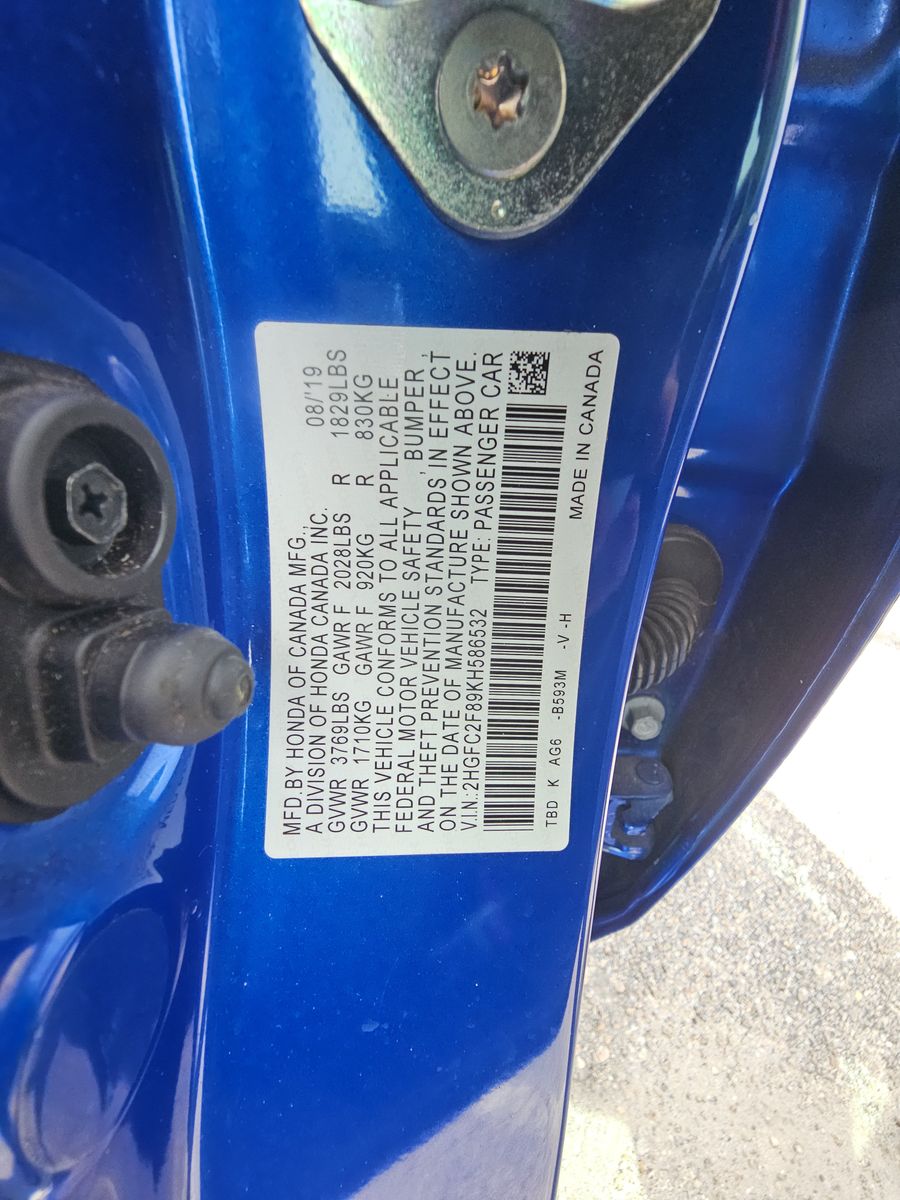 MFD.BY HONDA OF CANADA MFG., 08/'19
A DIVISION OF HONDA CANADA INC.
GVWR 3769LBS GAWR F 2028LBS R 1829LBS
GVWR 1710KG GAWR F 920KG R 830KG
THIS VEHICLE CONFORMS TO ALL APPLICABLE
FEDERAL MOTOR VEHICLE SAFETY , BUMPER ,
AND THEFT PREVENTION STANDARDS, IN EFFECT
ON THE DATE OF MANUFACTURE SHOWN ABOVE.
V.I.N.:2HGFC2F89KH586532 TYPE: PASSENGER CAR
TBD K AG6 -B593M -V -H
MADE IN CANADA